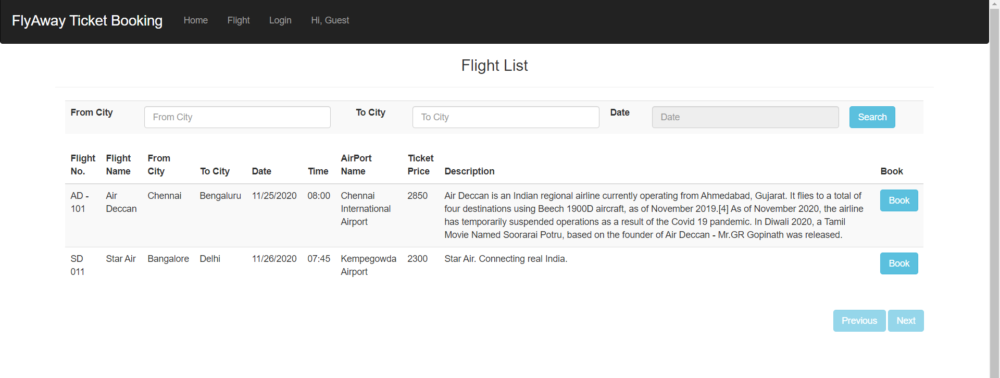 FlyAway Ticket Booking Home Flight Login Hi, Guest
Flight List
From City From City To City To City Date Date Search
Flight No. Flight Name From City To City Date Time AirPort Name Ticket Price Description Book
AD - 101 Air Deccan Chennai Bengaluru 11/25/2020 08:00 Chennai International Airport 2850 Air Deccan is an Indian regional airline currently operating from Ahmedabad, Gujarat. It flies to a total of
four destinations using Beech 1900D aircraft, as of November 2019.[4] As of November 2020, the airline
has temporarily suspended operations as a result of the Covid 19 pandemic. In Diwali 2020, a Tamil
Movie Named Soorarai Potru, based on the founder of Air Deccan - Mr.GR Gopinath was released.
Book
SD 011 Star Air Bangalore Delhi 11/26/2020 07:45 Kempegowda Airport 2300 Star Air. Connecting real India. Book
Previous Next